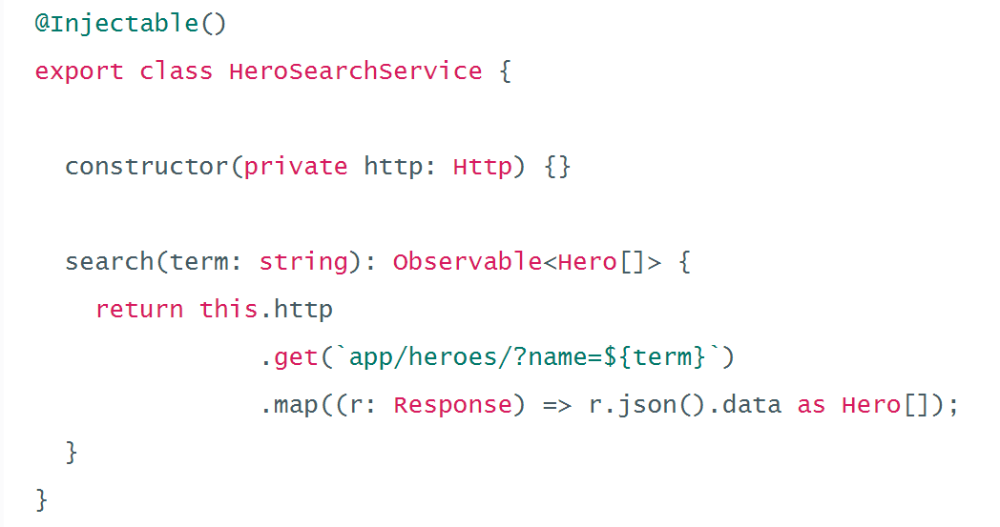 @Injectable()
export class HeroSearchService {
constructor(private http: Http) {}
search(term: string): Observable<Hero[]> {
return this.http
.get(`app/heroes/?name=${term}`)
.map((r: Response) => r.json().data as Hero[]);
}
}